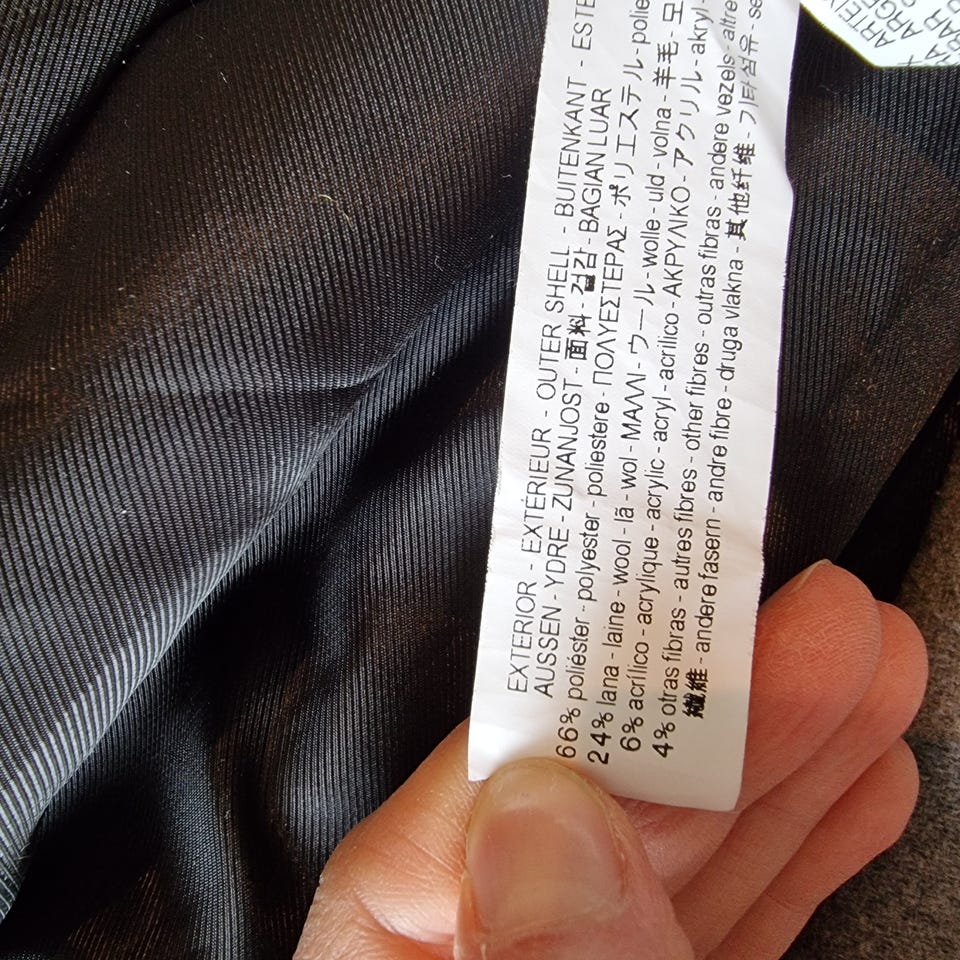 EXTERIOR - EXTÉRIEUR - OUTER SHELL - BUITENKANT -
AUSSEN - YDRE - ZUNANJOST - 面料 - 겉감 - BAGIAN LUAR
66% poliéster - polyester - poliestere - ΠΟΛΥΕΣΤΕΡΑΣ - ポリエステル -
24% lana - laine - wool - lã - wol - ΜΑΛΛΙ - ウール - wolle - uld - volna - 羊毛 -
6% acrílico - acrylique - acrylic - acryl - acrilico - ΑΚΡΥΛΙΚΟ - アクリル - akryl -
4% otras fibras - autres fibres - other fibres - outras fibras - andere vezels -
繊維 - andere fasern - andre fibre - druga vlakna - 其他纤维 - 기타섬유 -